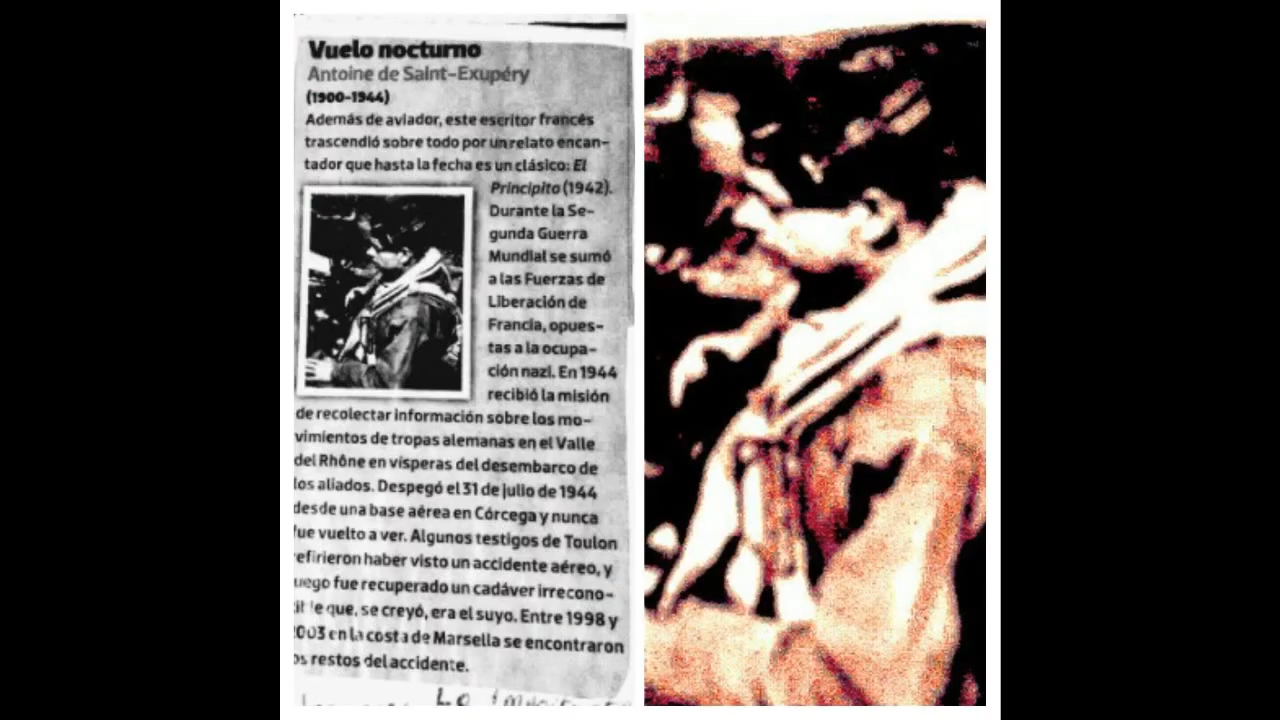 Vuelo nocturno
Antoine de Saint-Exupéry
(1900-1944)
Además de aviador, este escritor francés
trascendió sobre todo por un relato encan-
tador que hasta la fecha es un clásico: El
Principito (1942).
Durante la Se-
gunda Guerra
Mundial se sumó
a las Fuerzas de
Liberación de
Francia, opues-
tas a la ocupa-
ción nazi. En 1944
recibió la misión
de recolectar información sobre los mo-
vimientos de tropas alemanas en el Valle
del Rhône en vísperas del desembarco de
los aliados. Despegó el 31 de julio de 1944
desde una base aérea en Córcega y nunca
fue vuelto a ver. Algunos testigos de Toulon
refirieron haber visto un accidente aéreo, y
uego fue recuperado un cadáver irrecono-
que, se creyó, era el suyo. Entre 1998 y
2003 en la costa de Marsella se encontraron
os restos del accidente.